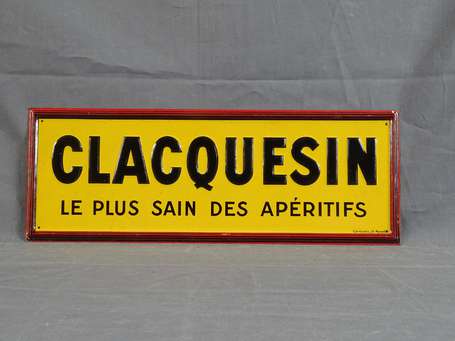 CLACQUESIN
LE PLUS SAIN DES APÉRITIFS